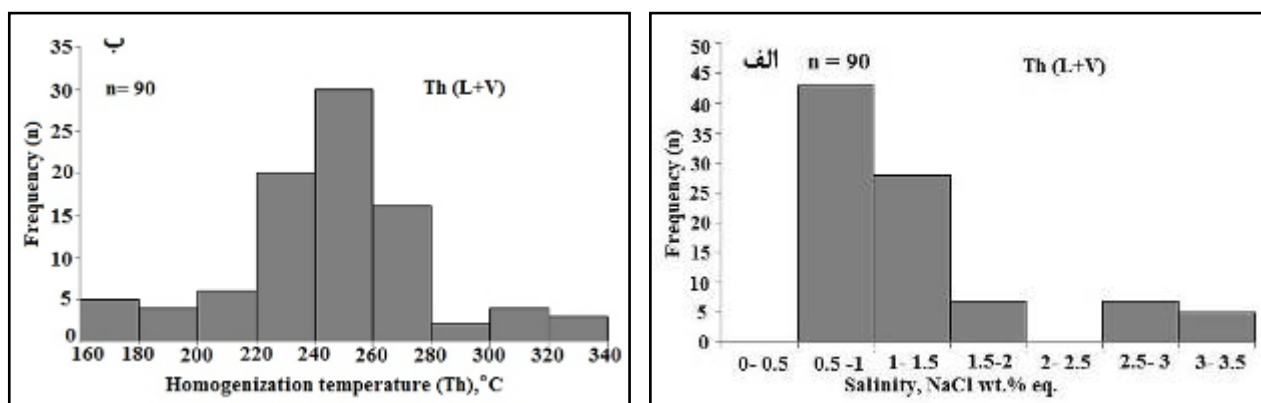 ب
n= 90
Th (L+V)
Frequency (n)
35
30
25
20
15
10
5
0
160 180 200 220 240 260 280 300 320 340
Homogenization temperature (Th),°C
الف
n = 90
Th (L+V)
Frequency (n)
50
45
40
35
30
25
20
15
10
5
0
0- 0.5 0.5 -1 1- 1.5 1.5-2 2- 2.5 2.5- 3 3- 3.5
Salinity, NaCl wt.% eq.